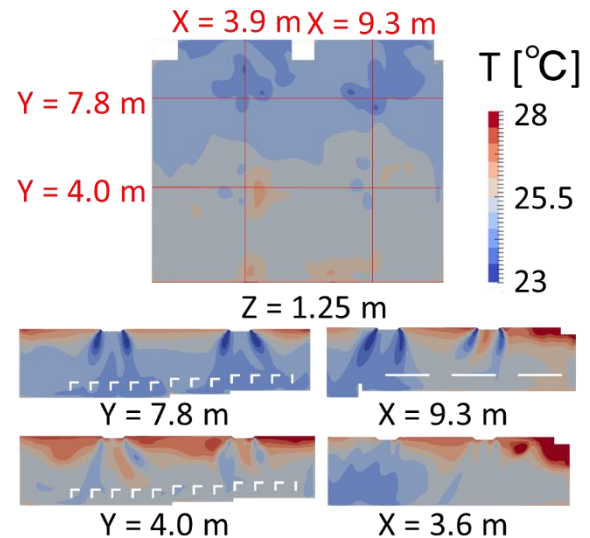 X = 3.9 m X = 9.3 m
T [℃]
Y = 7.8 m
Y = 4.0 m
28
25.5
23
Z = 1.25 m
Y = 7.8 m
X = 9.3 m
Y = 4.0 m
X = 3.6 m